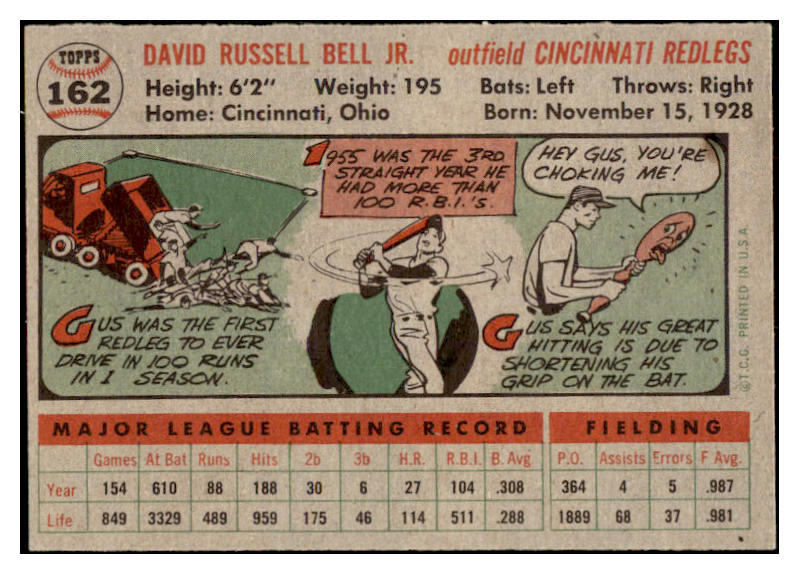 TOPPS
162
DAVID RUSSELL BELL JR. outfield CINCINNATI REDLEGS
Height: 6'2" Weight: 195 Bats: Left Throws: Right
Home: Cincinnati, Ohio Born: November 15, 1928
1955 WAS THE 3RD
STRAIGHT YEAR HE
HAD MORE THAN
100 R.B.I.'s.
HEY GUS, YOU'RE
CHOKING ME!
GUS WAS THE FIRST
REDLEG TO EVER
DRIVE IN 100 RUNS
IN 1 SEASON.
GUS SAYS HIS GREAT
HITTING IS DUE TO
SHORTENING HIS
GRIP ON THE BAT.
©T.C.G. PRINTED IN U.S.A.
MAJOR LEAGUE BATTING RECORD FIELDING
Games At Bat Runs Hits 2b 3b H.R. R.B.I. B. Avg P.O. Assists Errors F. Avg.
Year 154 610 88 188 30 6 27 104 .308 364 4 5 .987
Life 849 3329 489 959 175 46 114 511 .288 1889 68 37 .981